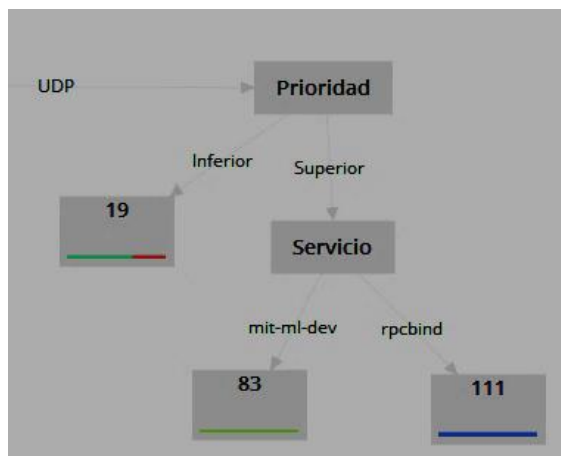 UDP
Prioridad
Inferior
Superior
19
Servicio
mit-ml-dev
rpcbind
83
111